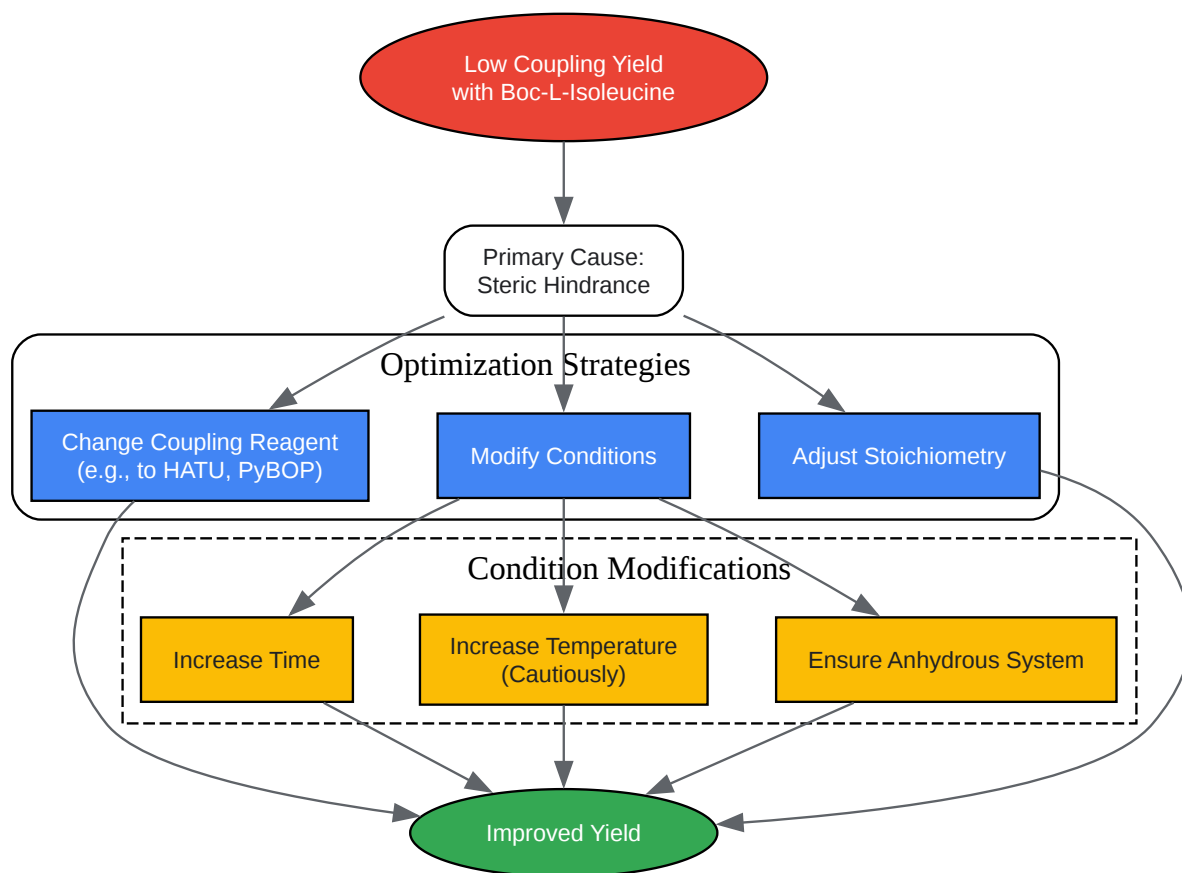 Low Coupling Yield
with Boc-L-Isoleucine
Primary Cause:
Steric Hindrance
Optimization Strategies
Change Coupling Reagent
(e.g., to HATU, PyBOP)
Modify Conditions
Adjust Stoichiometry
Condition Modifications
Increase Time
Increase Temperature
(Cautiously)
Ensure Anhydrous System
Improved Yield